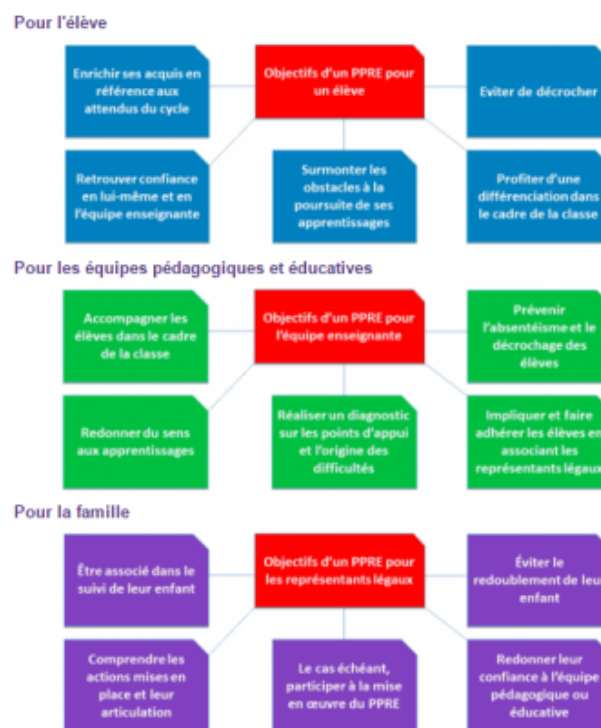 Pour l'élève
Enrichir ses acquis en
référence aux
attendus du cycle
Objectifs d'un PPRE pour
un élève
Eviter de décrocher
Retrouver confiance
en lui-même et en
l'équipe enseignante
Surmonter les
obstacles à la
poursuite de ses
apprentissages
Profiter d'une
différenciation dans
le cadre de la classe
Pour les équipes pédagogiques et éducatives
Accompagner les
élèves dans le cadre
de la classe
Objectifs d'un PPRE pour
l'équipe enseignante
Prévenir
l'absentéisme et le
décrochage des
élèves
Redonner du sens
aux apprentissages
Réaliser un diagnostic
sur les points d'appui
et l'origine des
difficultés
Impliquer et faire
adhérer les élèves en
associant les
représentants légaux
Pour la famille
Être associé dans le
suivi de leur enfant
Objectifs d'un PPRE pour
les représentants légaux
Éviter le
redoublement de leur
enfant
Comprendre les
actions mises en
place et leur
articulation
Le cas échéant,
participer à la mise
en œuvre du PPRE
Redonner leur
confiance à l'équipe
pédagogique ou
éducative